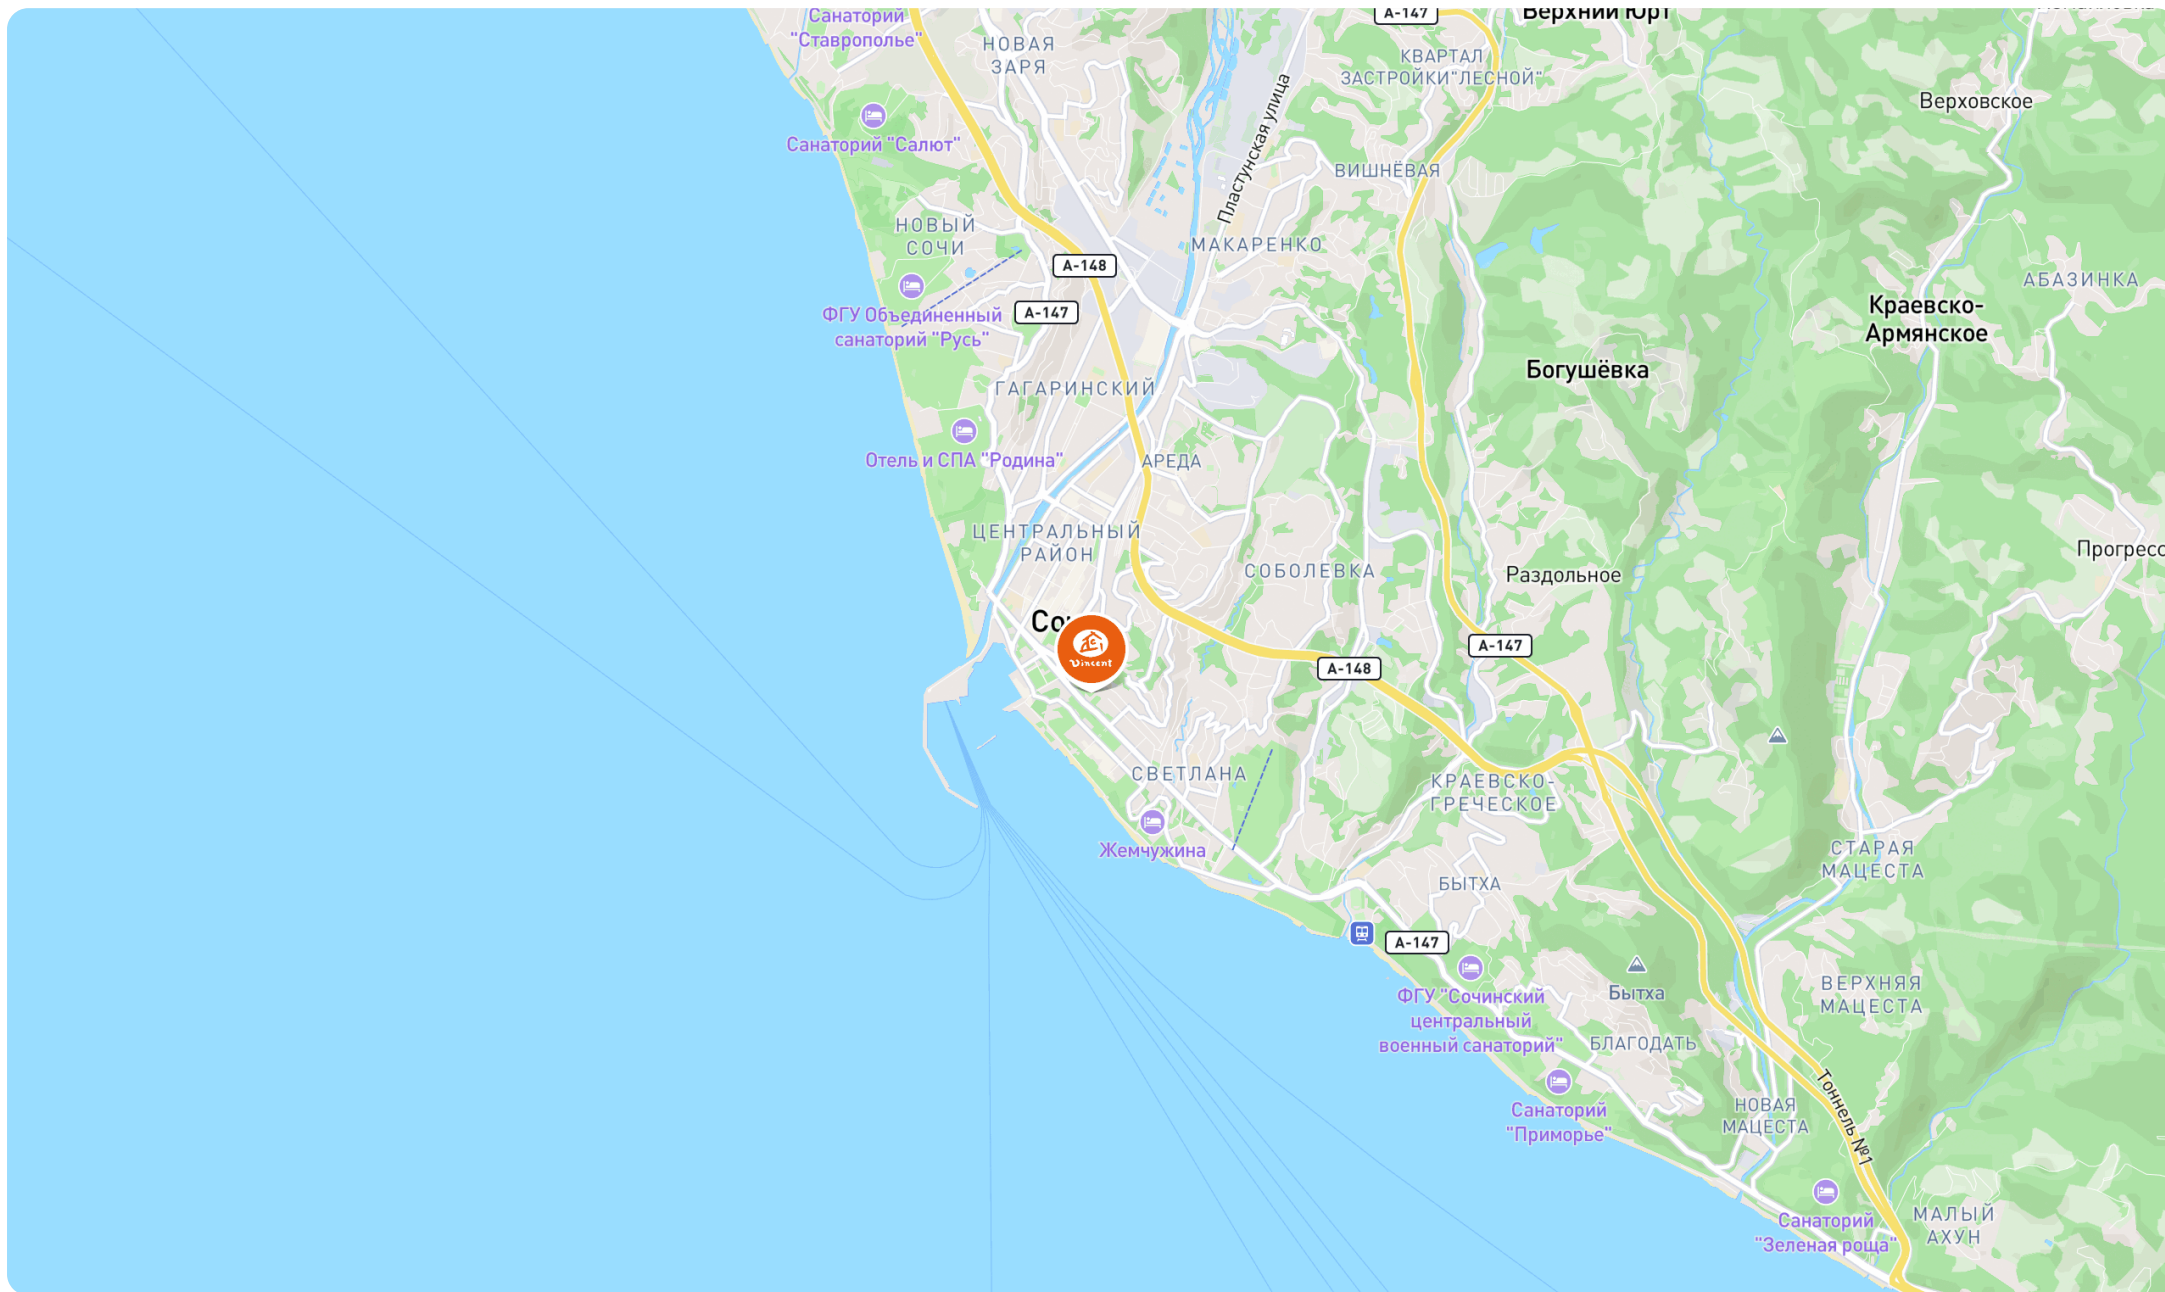 Санаторий
"Ставрополье"
НОВАЯ
ЗАРЯ
А-147
Верхний Юрт
КВАРТАЛ
ЗАСТРОЙКИ"ЛЕСНОЙ"
Верховское
Санаторий "Салют"
Пластунская улица
ВИШНЁВАЯ
НОВЫЙ
СОЧИ
МАКАРЕНКО
А-148
АБАЗИНКА
А-147
ФГУ Объединенный
санаторий "Русь"
Краевско-
Армянское
Богушёвка
ГАГАРИНСКИЙ
Отель и СПА "Родина"
АРЕДА
ЦЕНТРАЛЬНЫЙ
РАЙОН
Прогресс
СОБОЛЕВКА
Раздольное
Со
Vincent
А-147
А-148
СВЕТЛАНА
КРАЕВСКО-
ГРЕЧЕСКОЕ
Жемчужина
СТАРАЯ
МАЦЕСТА
БЫТХА
А-147
ФГУ "Сочинский
центральный
военный санаторий"
Бытха
ВЕРХНЯЯ
МАЦЕСТА
БЛАГОДАТЬ
Санаторий
"Приморье"
НОВАЯ
МАЦЕСТА
Тоннель №1
Санаторий
"Зеленая роща"
МАЛЫЙ
АХУН